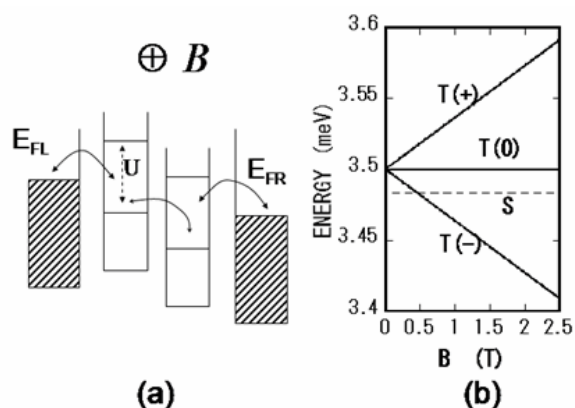 ⊕ B
E_FL
U
E_FR
(a)
ENERGY (meV)
3.6
3.55
3.5
3.45
3.4
T(+)
T(0)
S
T(−)
0 0.5 1 1.5 2 2.5
B (T)
(b)